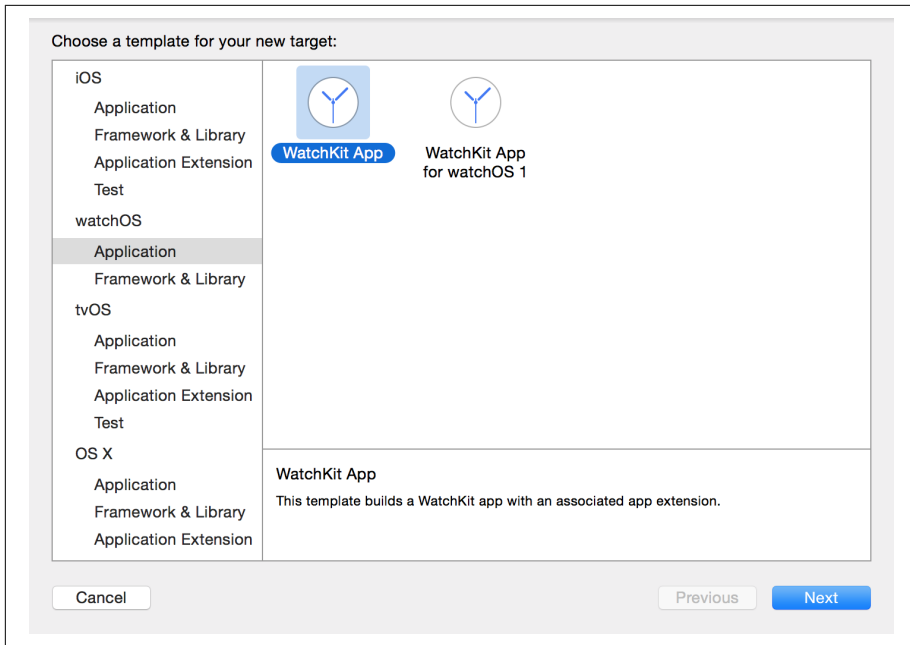 Choose a template for your new target:
iOS
Application
Framework & Library
Application Extension
Test
watchOS
Application
Framework & Library
tvOS
Application
Framework & Library
Application Extension
Test
OS X
Application
Framework & Library
Application Extension
WatchKit App
WatchKit App
for watchOS 1
WatchKit App
This template builds a WatchKit app with an associated app extension.
Cancel
Previous
Next